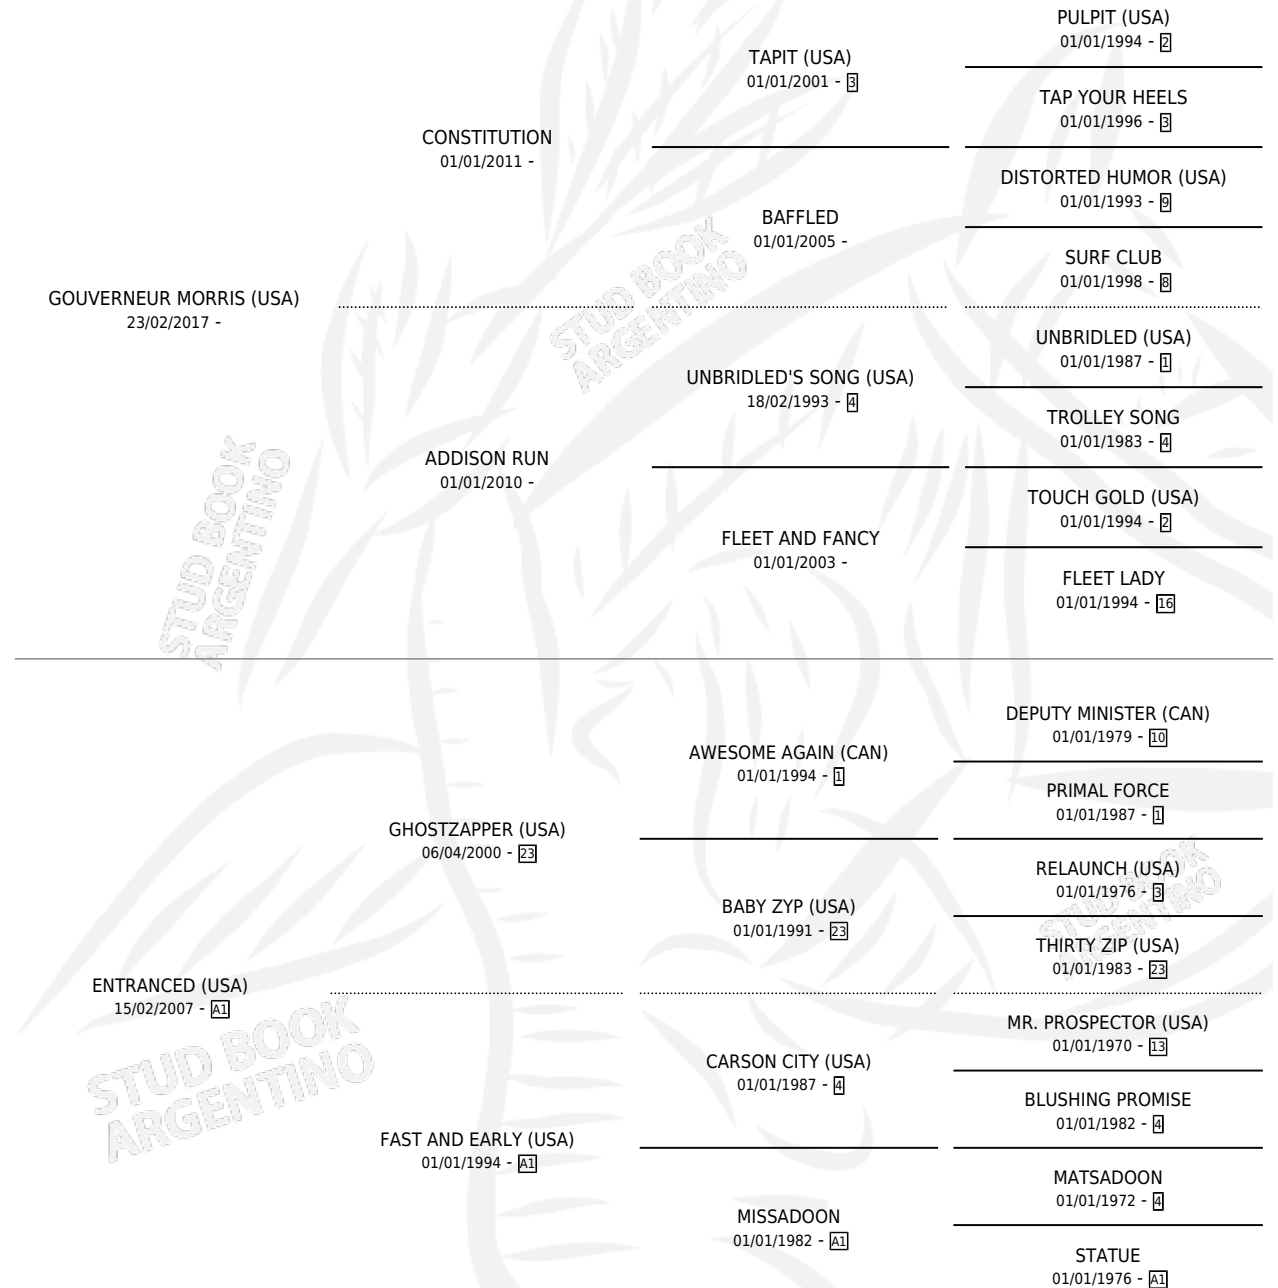 PULPIT (USA)
01/01/1994 - 2
TAPIT (USA)
01/01/2001 - 3
TAP YOUR HEELS
01/01/1996 - 3
CONSTITUTION
01/01/2011 -
DISTORTED HUMOR (USA)
01/01/1993 - 9
BAFFLED
01/01/2005 -
SURF CLUB
01/01/1998 - 8
GOUVERNEUR MORRIS (USA)
23/02/2017 -
UNBRIDLED (USA)
01/01/1987 - 1
UNBRIDLED'S SONG (USA)
18/02/1993 - 4
TROLLEY SONG
01/01/1983 - 4
ADDISON RUN
01/01/2010 -
TOUCH GOLD (USA)
01/01/1994 - 2
FLEET AND FANCY
01/01/2003 -
FLEET LADY
01/01/1994 - 16
DEPUTY MINISTER (CAN)
01/01/1979 - 10
AWESOME AGAIN (CAN)
01/01/1994 - 1
PRIMAL FORCE
01/01/1987 - 1
GHOSTZAPPER (USA)
06/04/2000 - 23
RELAUNCH (USA)
01/01/1976 - 3
BABY ZYP (USA)
01/01/1991 - 23
THIRTY ZIP (USA)
01/01/1983 - 23
ENTRANCED (USA)
15/02/2007 - A1
MR. PROSPECTOR (USA)
01/01/1970 - 13
CARSON CITY (USA)
01/01/1987 - 4
BLUSHING PROMISE
01/01/1982 - 4
FAST AND EARLY (USA)
01/01/1994 - A1
MATSADOON
01/01/1972 - 4
MISSADOON
01/01/1982 - A1
STATUE
01/01/1976 - A1
STUD BOOK
ARGENTINO
STUD BOOK
ARGENTINO
STUD BOOK
ARGENTINO
STUD BOOK
ARGENTINO